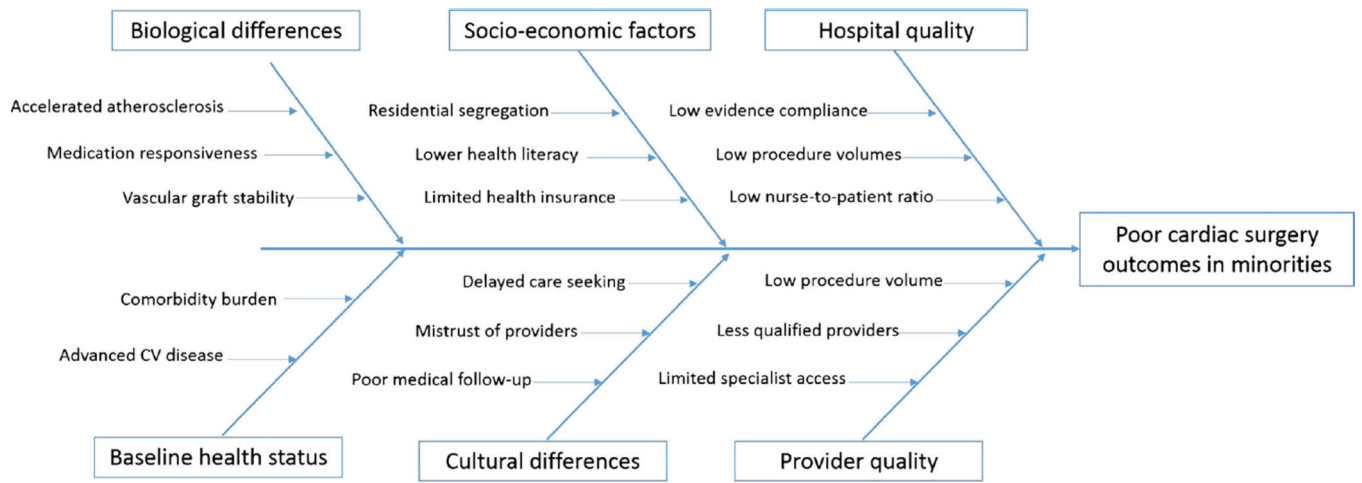 Biological differences
Socio-economic factors
Hospital quality
Accelerated atherosclerosis
Medication responsiveness
Vascular graft stability
Residential segregation
Lower health literacy
Limited health insurance
Low evidence compliance
Low procedure volumes
Low nurse-to-patient ratio
Poor cardiac surgery
outcomes in minorities
Comorbidity burden
Advanced CV disease
Delayed care seeking
Mistrust of providers
Poor medical follow-up
Low procedure volume
Less qualified providers
Limited specialist access
Baseline health status
Cultural differences
Provider quality